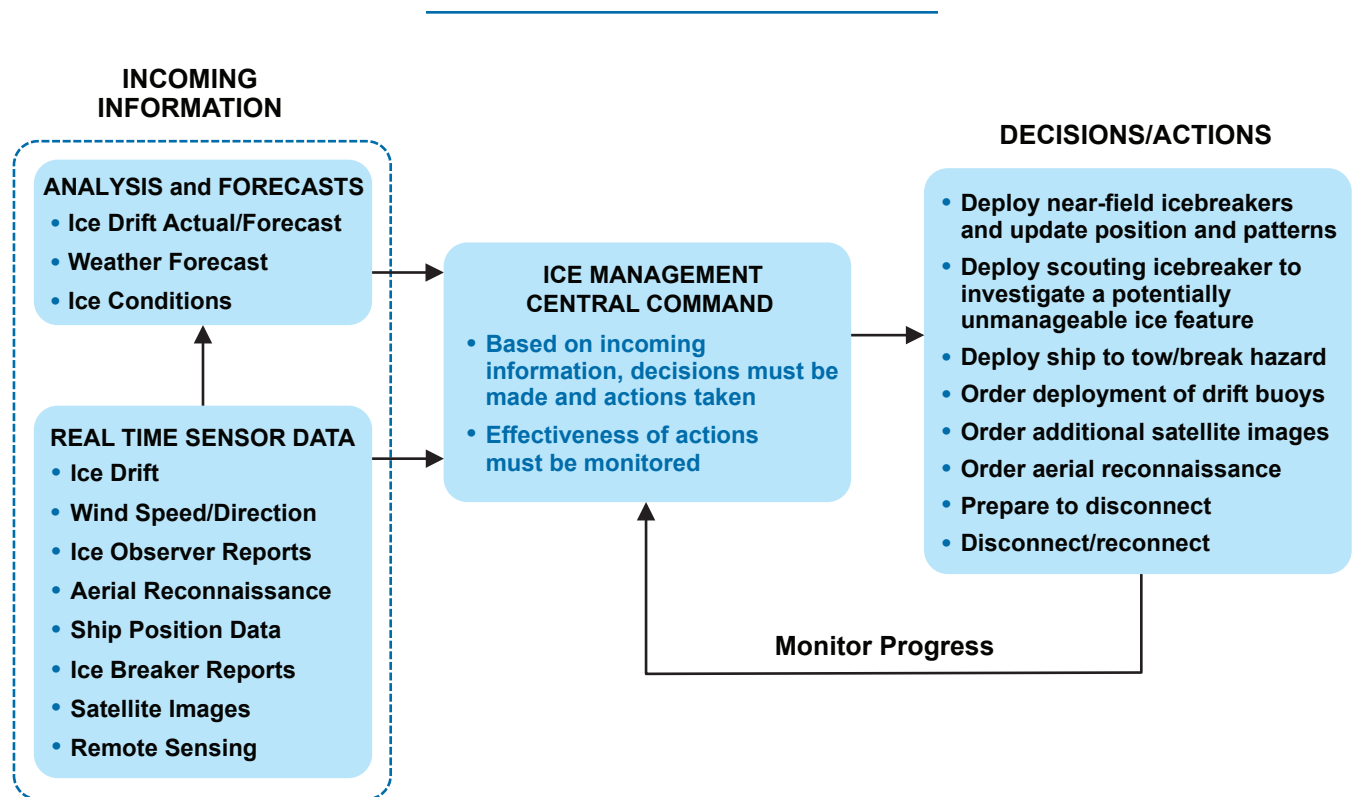 INCOMING
INFORMATION
ANALYSIS and FORECASTS
• Ice Drift Actual/Forecast
• Weather Forecast
• Ice Conditions
REAL TIME SENSOR DATA
• Ice Drift
• Wind Speed/Direction
• Ice Observer Reports
• Aerial Reconnaissance
• Ship Position Data
• Ice Breaker Reports
• Satellite Images
• Remote Sensing
ICE MANAGEMENT
CENTRAL COMMAND
• Based on incoming
information, decisions must be
made and actions taken
• Effectiveness of actions
must be monitored
DECISIONS/ACTIONS
• Deploy near-field icebreakers
and update position and patterns
• Deploy scouting icebreaker to
investigate a potentially
unmanageable ice feature
• Deploy ship to tow/break hazard
• Order deployment of drift buoys
• Order additional satellite images
• Order aerial reconnaissance
• Prepare to disconnect
• Disconnect/reconnect
Monitor Progress